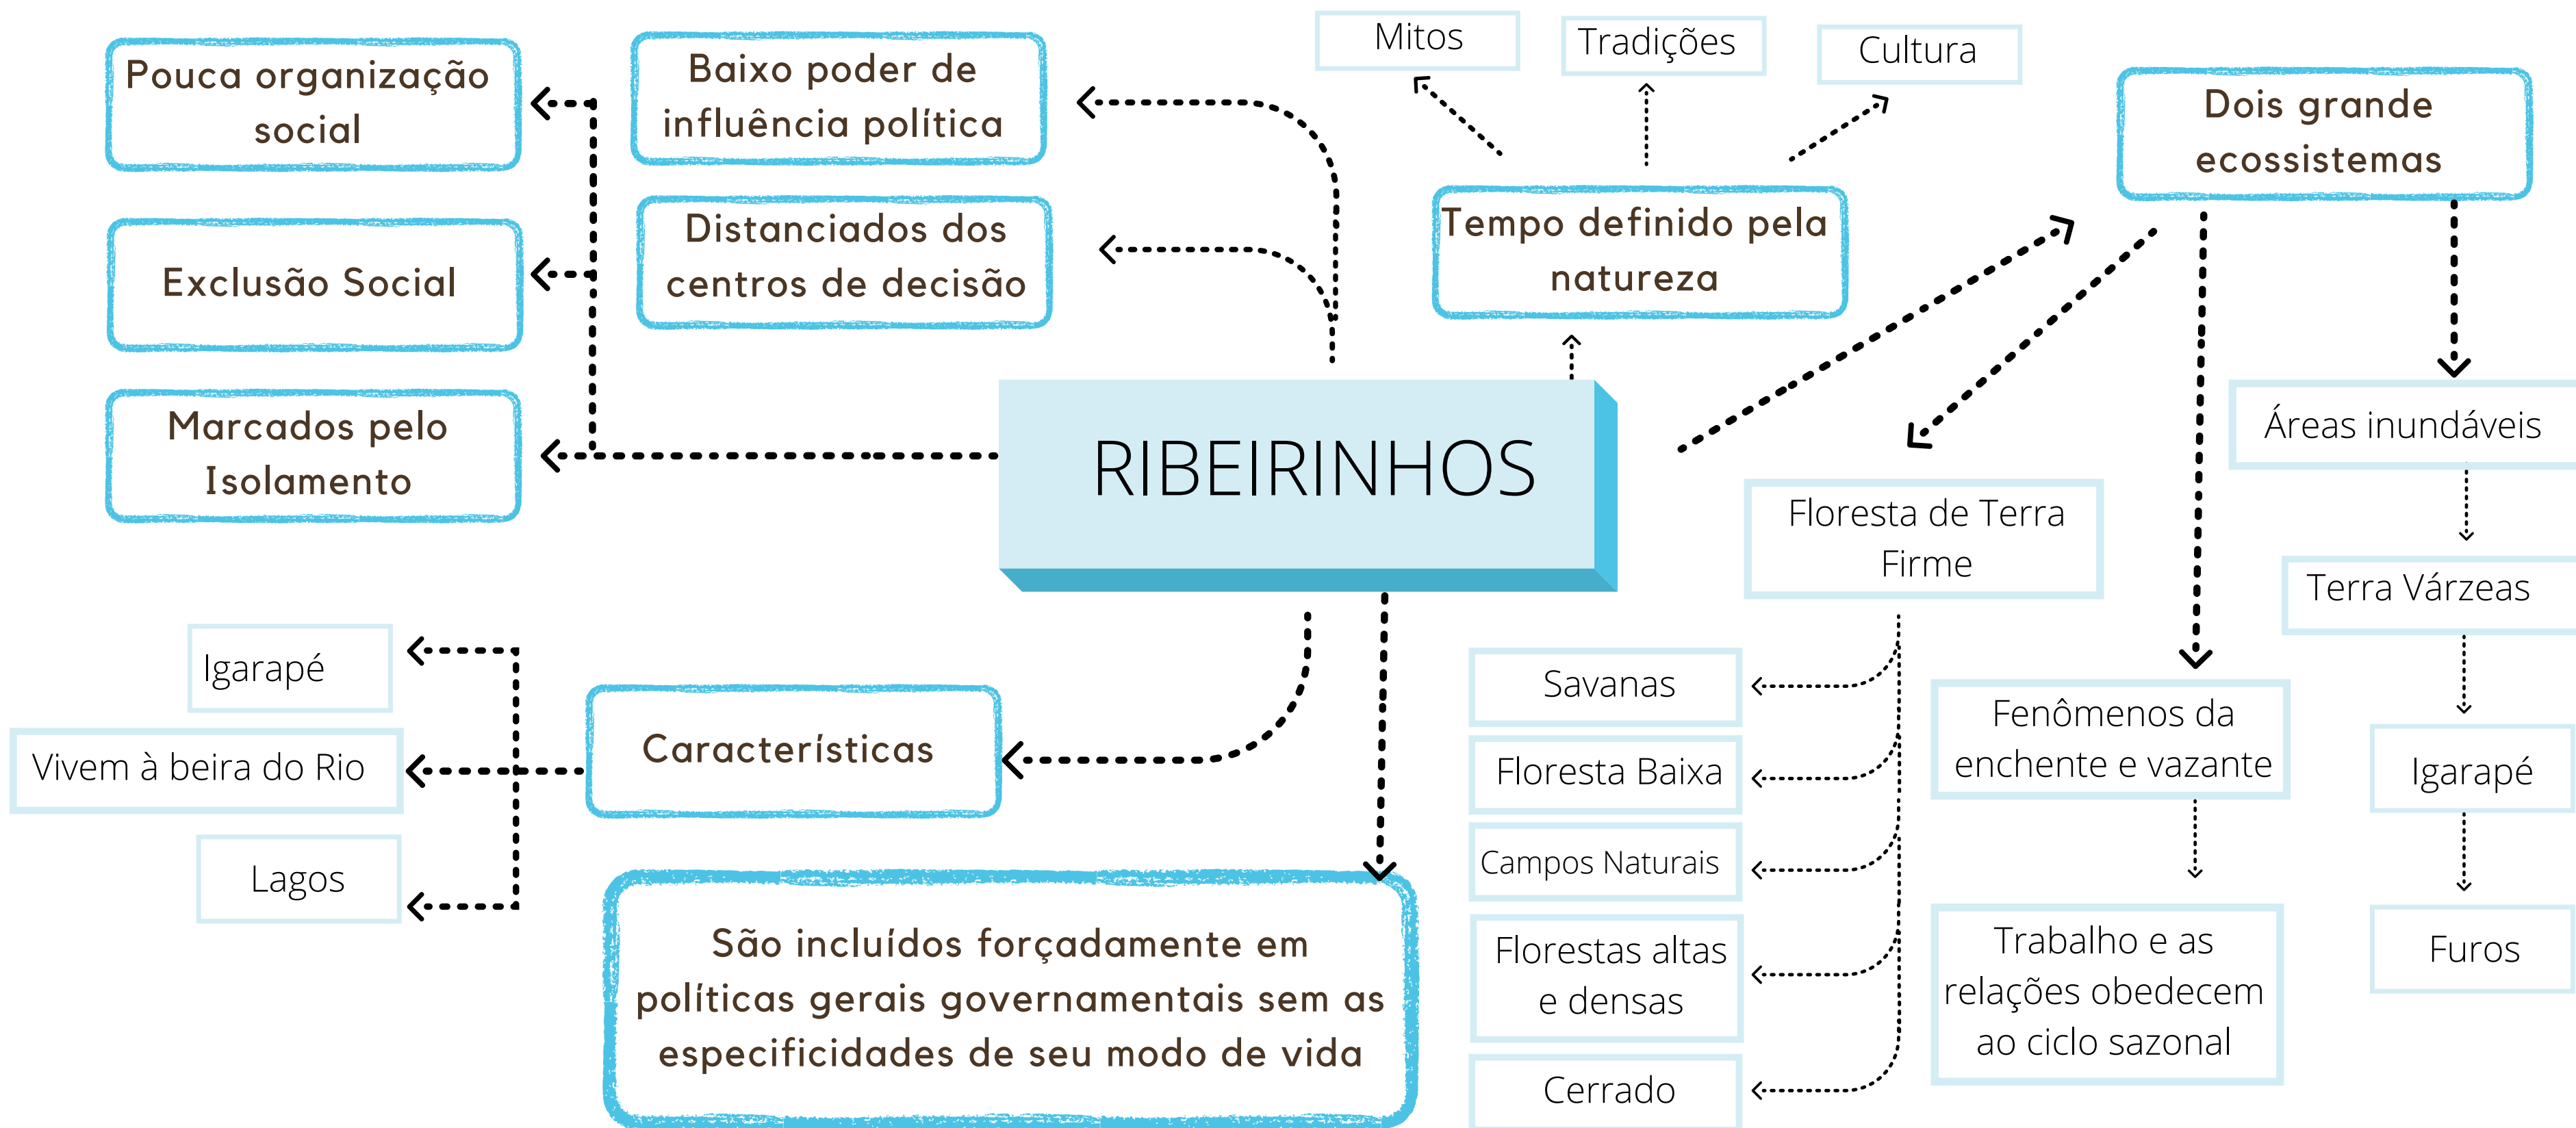 Pouca organização
social
Baixo poder de
influência política
Mitos
Tradições
Cultura
Dois grande
ecossistemas
Exclusão Social
Distanciados dos
centros de decisão
Tempo definido pela
natureza
Marcados pelo
Isolamento
RIBEIRINHOS
Áreas inundáveis
Floresta de Terra
Firme
Terra Várzeas
Igarapé
Vivem à beira do Rio
Lagos
Características
Savanas
Floresta Baixa
Campos Naturais
Florestas altas
e densas
Cerrado
Fenômenos da
enchente e vazante
Trabalho e as
relações obedecem
ao ciclo sazonal
Igarapé
Furos
São incluídos forçadamente em
políticas gerais governamentais sem as
especificidades de seu modo de vida